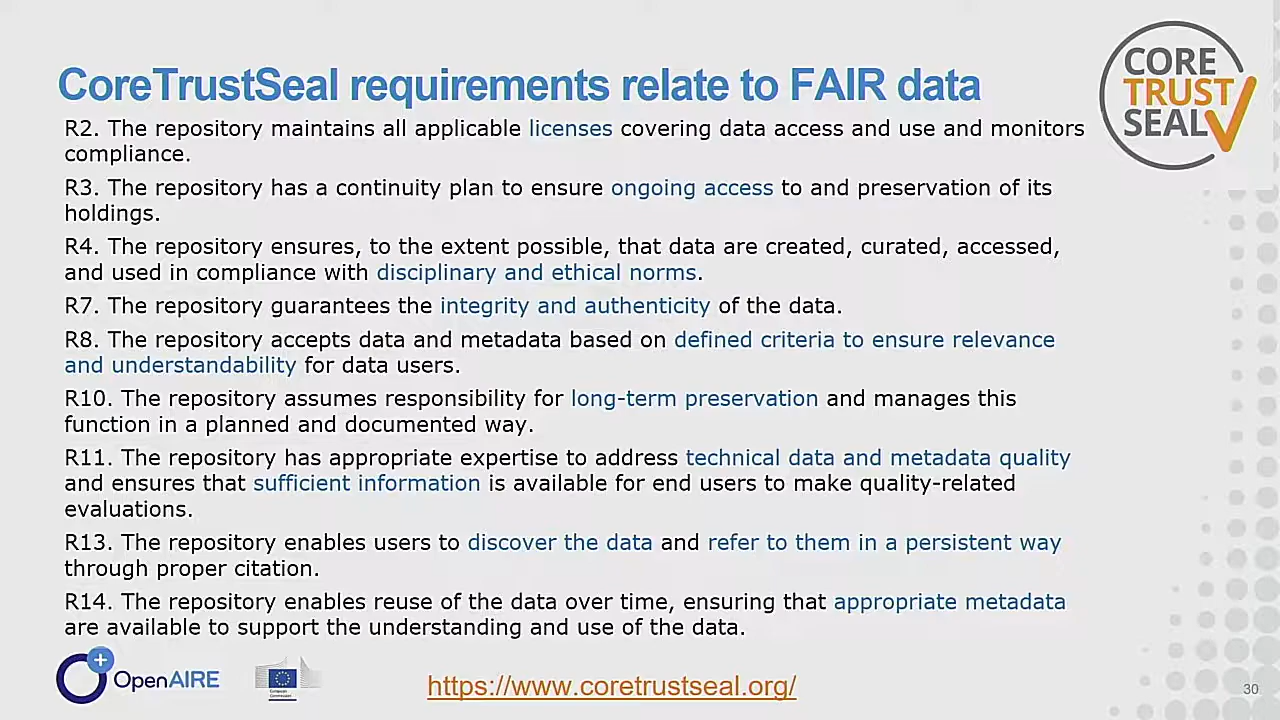 CoreTrustSeal requirements relate to FAIR data
CORE
TRUST
SEAL
R2. The repository maintains all applicable licenses covering data access and use and monitors
compliance.
R3. The repository has a continuity plan to ensure ongoing access to and preservation of its
holdings.
R4. The repository ensures, to the extent possible, that data are created, curated, accessed,
and used in compliance with disciplinary and ethical norms.
R7. The repository guarantees the integrity and authenticity of the data.
R8. The repository accepts data and metadata based on defined criteria to ensure relevance
and understandability for data users.
R10. The repository assumes responsibility for long-term preservation and manages this
function in a planned and documented way.
R11. The repository has appropriate expertise to address technical data and metadata quality
and ensures that sufficient information is available for end users to make quality-related
evaluations.
R13. The repository enables users to discover the data and refer to them in a persistent way
through proper citation.
R14. The repository enables reuse of the data over time, ensuring that appropriate metadata
are available to support the understanding and use of the data.
OpenAIRE
European
Commission
https://www.coretrustseal.org/
30